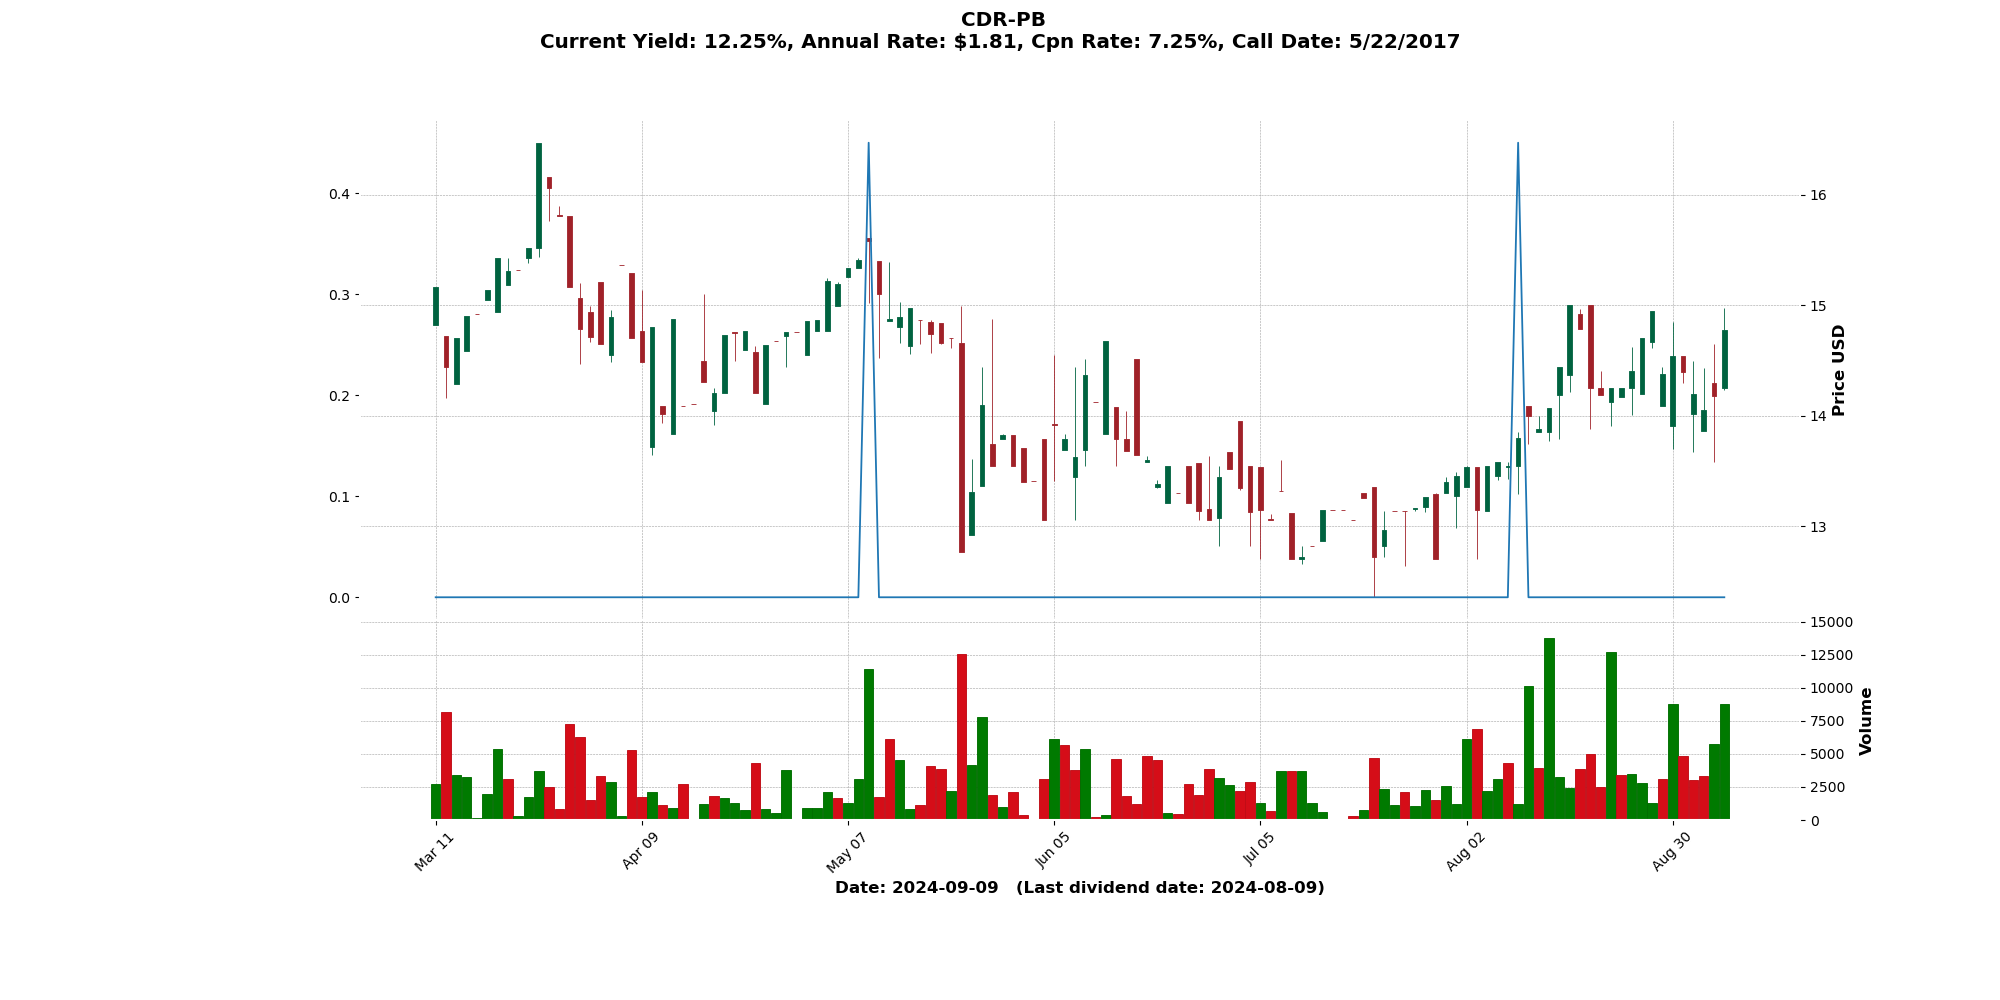 CDR-PB
Current Yield: 12.25%, Annual Rate: $1.81, Cpn Rate: 7.25%, Call Date: 5/22/2017
0.4
0.3
0.2
0.1
0.0
16
15
14
13
Price USD
15000
12500
10000
7500
5000
2500
0
Volume
Mar 11
Apr 09
May 07
Jun 05
Jul 05
Aug 02
Aug 30
Date: 2024-09-09 (Last dividend date: 2024-08-09)